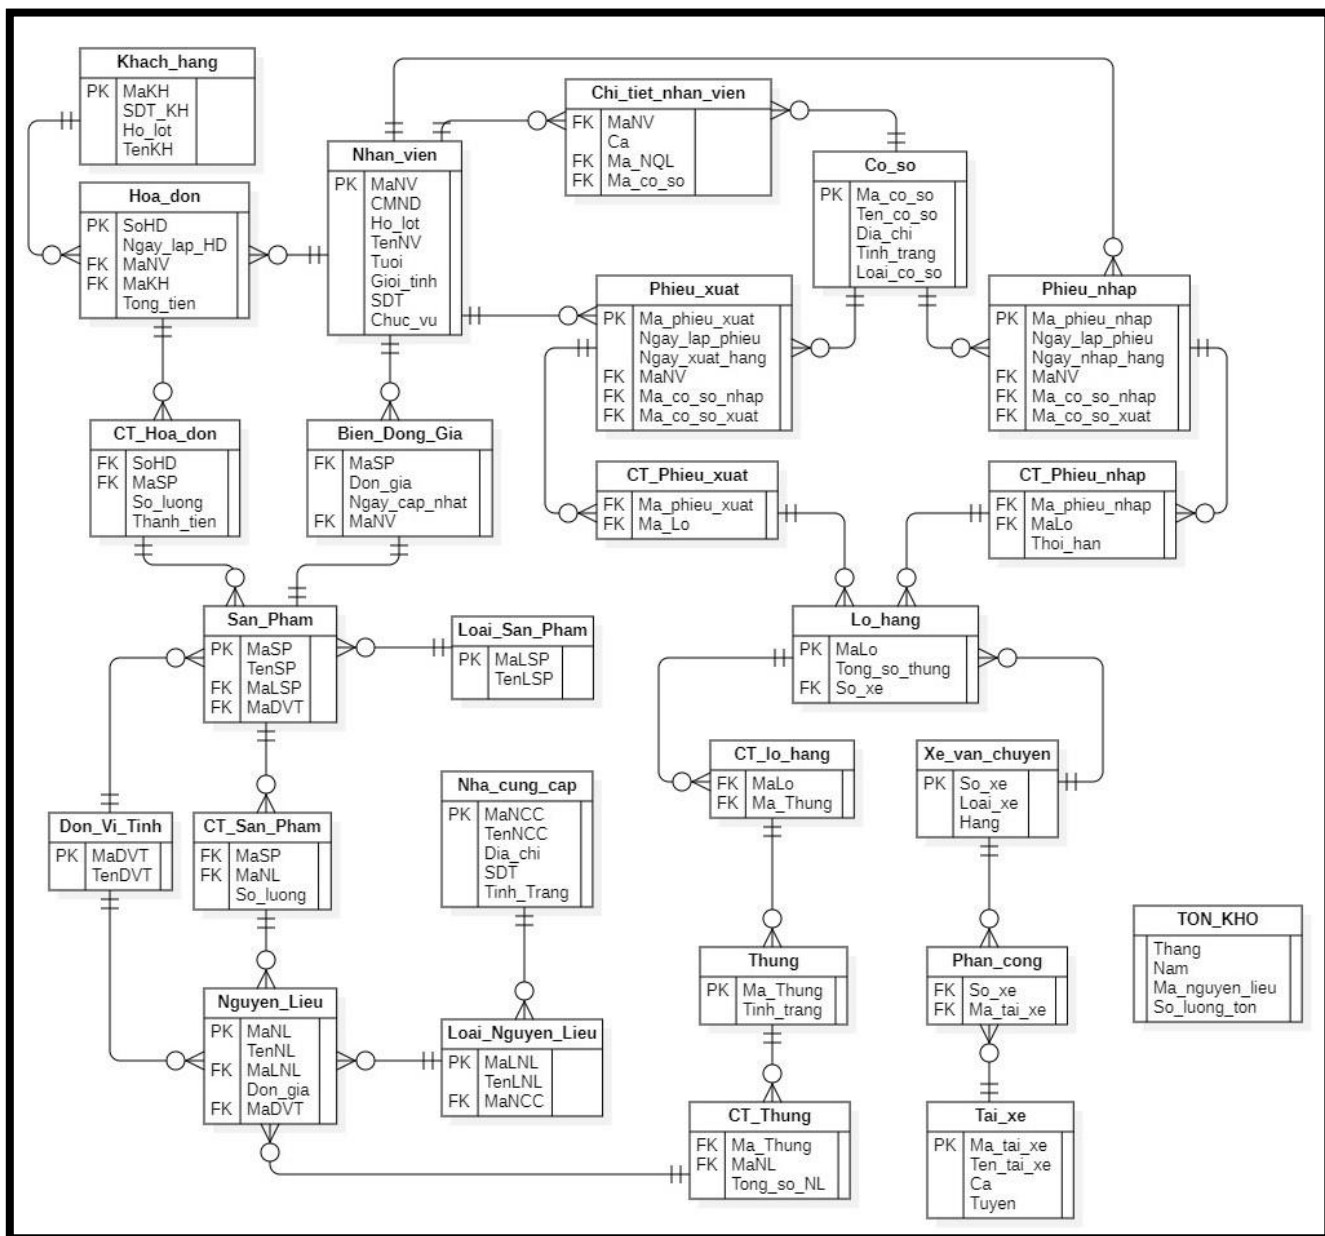 Khach_hang
PK MaKH
SDT_KH
Ho_lot
TenKH
Hoa_don
PK SoHD
Ngay_lap_HD
FK MaNV
FK MaKH
Tong_tien
Nhan_vien
PK MaNV
CMND
Ho_lot
TenNV
Tuoi
Gioi_tinh
SDT
Chuc_vu
Chi_tiet_nhan_vien
FK MaNV
Ca
FK Ma_NQL
FK Ma_co_so
Co_so
PK Ma_co_so
Ten_co_so
Dia_chi
Tinh_trang
Loai_co_so
Phieu_xuat
PK Ma_phieu_xuat
Ngay_lap_phieu
Ngay_xuat_hang
FK MaNV
FK Ma_co_so_nhap
FK Ma_co_so_xuat
Phieu_nhap
PK Ma_phieu_nhap
Ngay_lap_phieu
Ngay_nhap_hang
FK MaNV
FK Ma_co_so_nhap
FK Ma_co_so_xuat
CT_Hoa_don
FK SoHD
FK MaSP
So_luong
Thanh_tien
Bien_Dong_Gia
FK MaSP
Don_gia
Ngay_cap_nhat
FK MaNV
CT_Phieu_xuat
FK Ma_phieu_xuat
FK Ma_Lo
CT_Phieu_nhap
FK Ma_phieu_nhap
FK MaLo
Thoi_han
San_Pham
PK MaSP
TenSP
FK MaLSP
FK MaDVT
Loai_San_Pham
PK MaLSP
TenLSP
Lo_hang
PK MaLo
Tong_so_thung
FK So_xe
CT_lo_hang
FK MaLo
FK Ma_Thung
Xe_van_chuyen
PK So_xe
Loai_xe
Hang
Don_Vi_Tinh
PK MaDVT
TenDVT
CT_San_Pham
FK MaSP
FK MaNL
So_luong
Nha_cung_cap
PK MaNCC
TenNCC
Dia_chi
SDT
Tinh_Trang
TON_KHO
Thang
Nam
Ma_nguyen_lieu
So_luong_ton
Thung
PK Ma_Thung
Tinh_trang
Phan_cong
FK So_xe
FK Ma_tai_xe
Nguyen_Lieu
PK MaNL
TenNL
FK MaLNL
Don_gia
FK MaDVT
Loai_Nguyen_Lieu
PK MaLNL
TenLNL
FK MaNCC
CT_Thung
FK Ma_Thung
FK MaNL
Tong_so_NL
Tai_xe
PK Ma_tai_xe
Ten_tai_xe
Ca
Tuyen